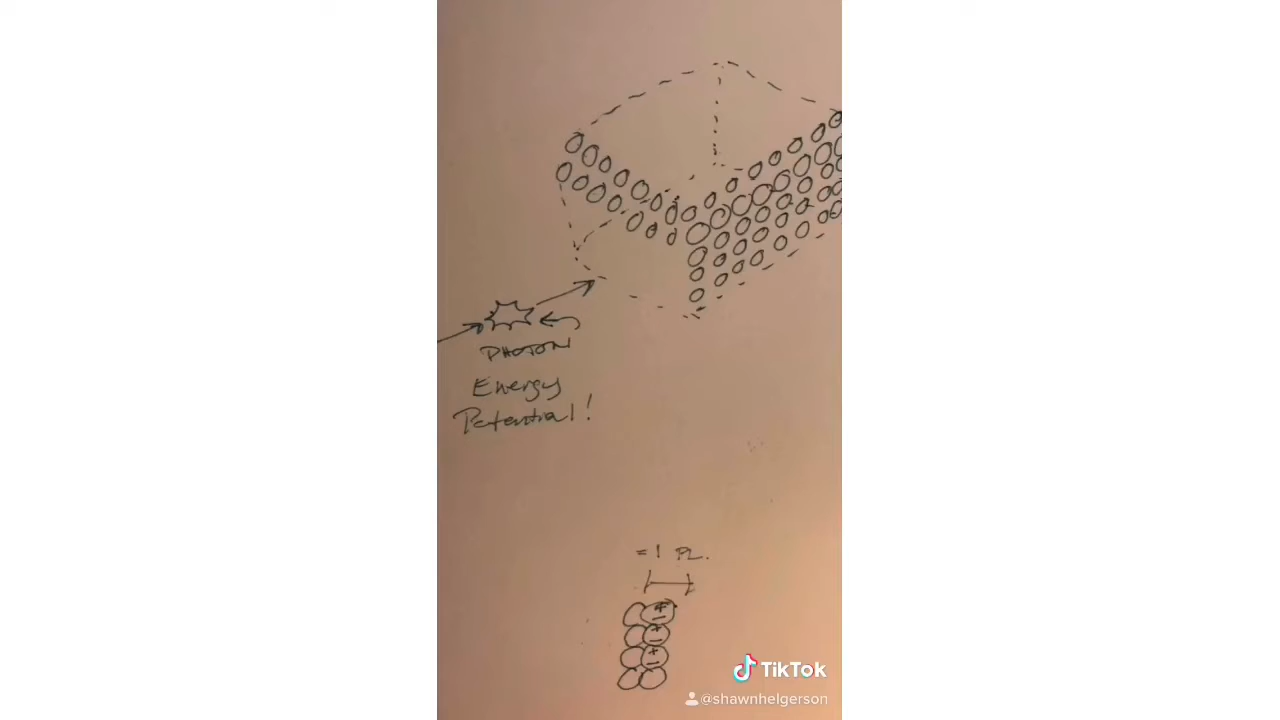 PHOTON
Energy
Potential!
= 1 PL.
+
−
+
−
+
−
TikTok
@shawnhelgerson